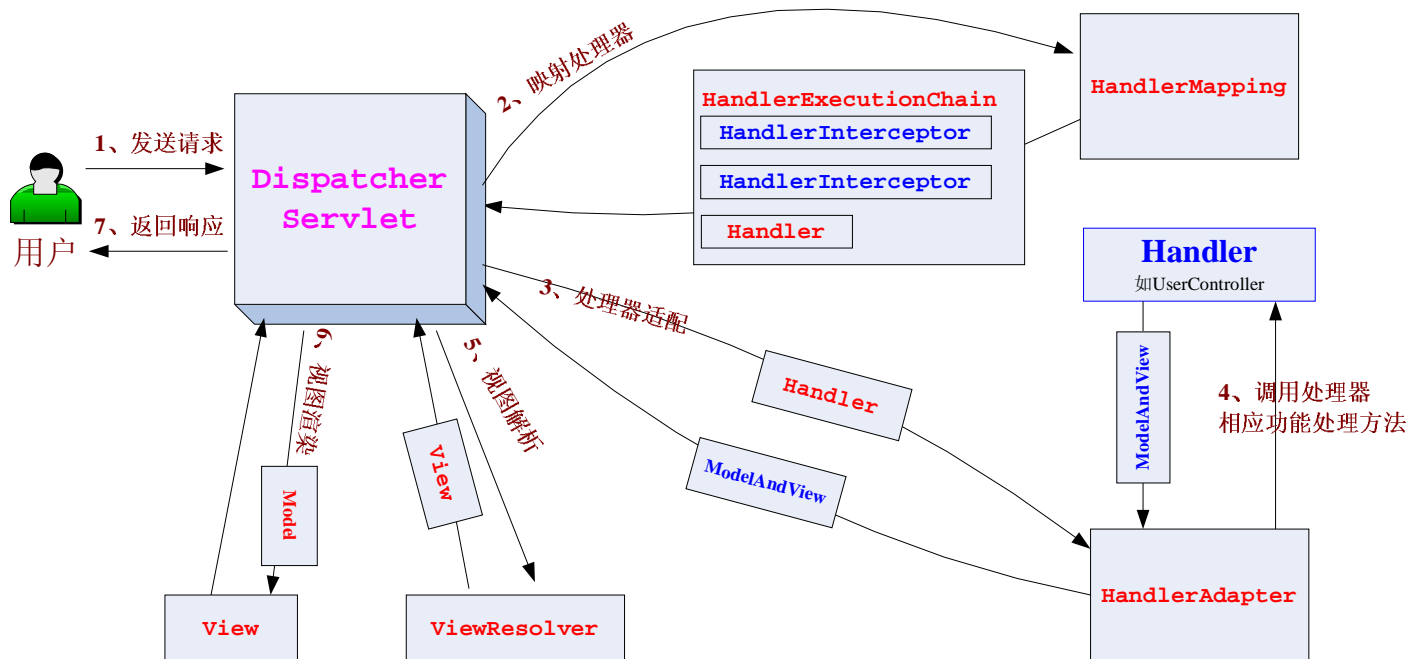 1、发送请求
7、返回响应
用户
Dispatcher
Servlet
2、映射处理器
HandlerExecutionChain
HandlerInterceptor
HandlerInterceptor
Handler
HandlerMapping
Handler
如UserController
ModelAndView
4、调用处理器
相应功能处理方法
3、处理器适配
Handler
ModelAndView
HandlerAdapter
5、视图解析
View
ViewResolver
6、视图渲染
Model
View